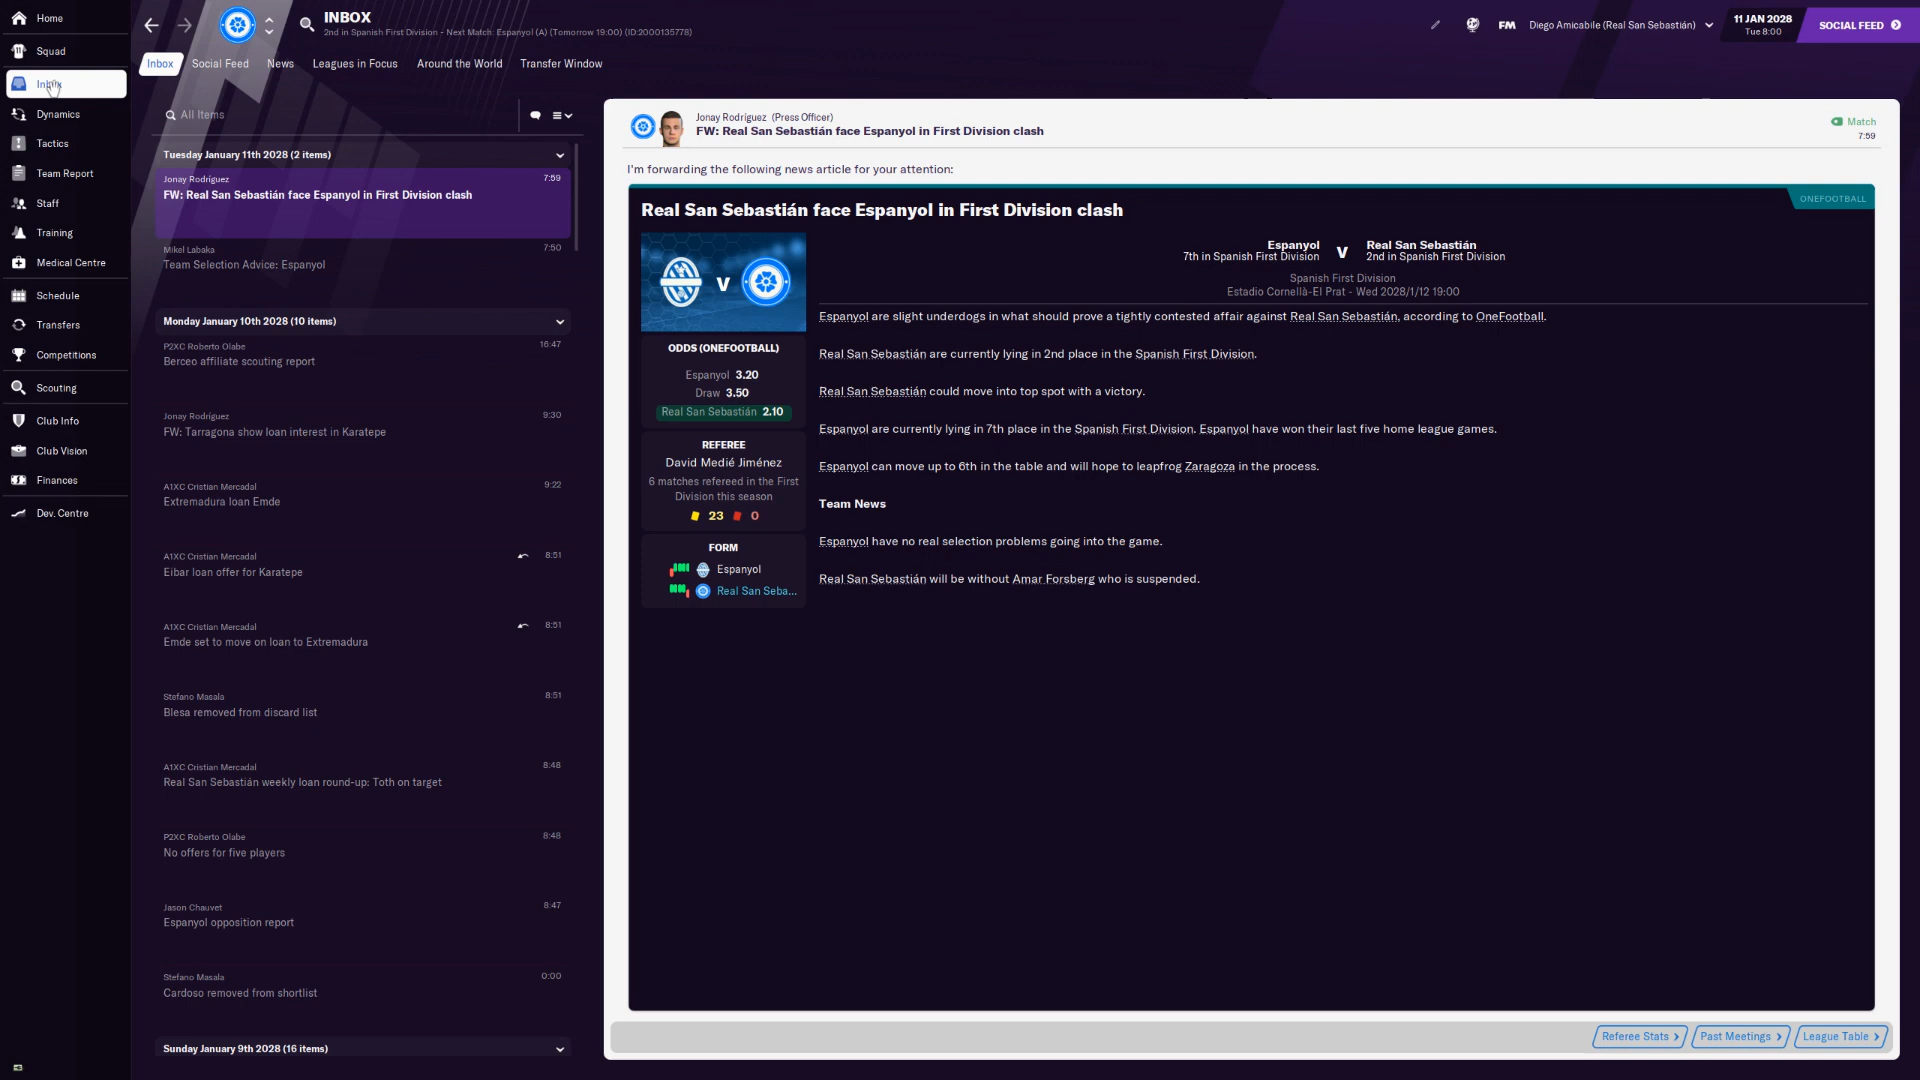 Home
Squad
Inbox
Dynamics
Tactics
Team Report
Staff
Training
Medical Centre
Schedule
Transfers
Competitions
Scouting
Club Info
Club Vision
Finances
Dev. Centre
INBOX
2nd in Spanish First Division - Next Match: Espanyol (A) (Tomorrow 19:00) (ID:2000135778)
FM
Diego Amicabile (Real San Sebastián)
11 JAN 2028
Tue 8:00
SOCIAL FEED
Inbox
Social Feed
News
Leagues in Focus
Around the World
Transfer Window
All Items
Tuesday January 11th 2028 (2 items)
Jonay Rodríguez 7:59
FW: Real San Sebastián face Espanyol in First Division clash
Mikel Labaka 7:50
Team Selection Advice: Espanyol
Monday January 10th 2028 (10 items)
P2XC Roberto Olabe 16:47
Berceo affiliate scouting report
Jonay Rodríguez 9:30
FW: Tarragona show loan interest in Karatepe
A1XC Cristian Mercadal 9:22
Extremadura loan Emde
A1XC Cristian Mercadal 8:51
Eibar loan offer for Karatepe
A1XC Cristian Mercadal 8:51
Emde set to move on loan to Extremadura
Stefano Masala 8:51
Blesa removed from discard list
A1XC Cristian Mercadal 8:48
Real San Sebastián weekly loan round-up: Toth on target
P2XC Roberto Olabe 8:48
No offers for five players
Jason Chauvet 8:47
Espanyol opposition report
Stefano Masala 0:00
Cardoso removed from shortlist
Sunday January 9th 2028 (16 items)
Jonay Rodríguez (Press Officer)
FW: Real San Sebastián face Espanyol in First Division clash
Match
7:59
I'm forwarding the following news article for your attention:
Real San Sebastián face Espanyol in First Division clash
ONEFOOTBALL
V
ODDS (ONEFOOTBALL)
Espanyol 3.20
Draw 3.50
Real San Sebastián 2.10
REFEREE
David Medié Jiménez
6 matches refereed in the First
Division this season
23 0
FORM
Espanyol
Real San Seba...
Espanyol V Real San Sebastián
7th in Spanish First Division 2nd in Spanish First Division
Spanish First Division
Estadio Cornellà-El Prat - Wed 2028/1/12 19:00
Espanyol are slight underdogs in what should prove a tightly contested affair against Real San Sebastián, according to OneFootball.
Real San Sebastián are currently lying in 2nd place in the Spanish First Division.
Real San Sebastián could move into top spot with a victory.
Espanyol are currently lying in 7th place in the Spanish First Division. Espanyol have won their last five home league games.
Espanyol can move up to 6th in the table and will hope to leapfrog Zaragoza in the process.
Team News
Espanyol have no real selection problems going into the game.
Real San Sebastián will be without Amar Forsberg who is suspended.
Referee Stats
Past Meetings
League Table